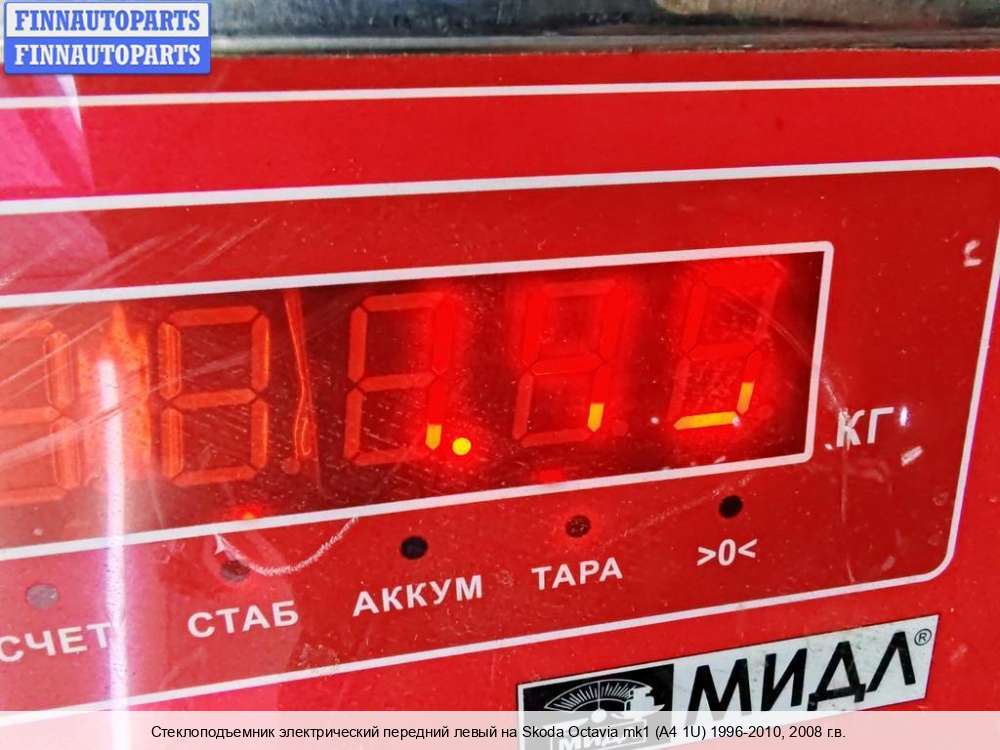 FINNAUTOPARTS
FINNAUTOPARTS
КГ
СЧЕТ
СТАБ
АККУМ
ТАРА
>0<
МИДЛ®
МИДЛ
Стеклоподъемник электрический передний левый на Skoda Octavia mk1 (A4 1U) 1996-2010, 2008 г.в.